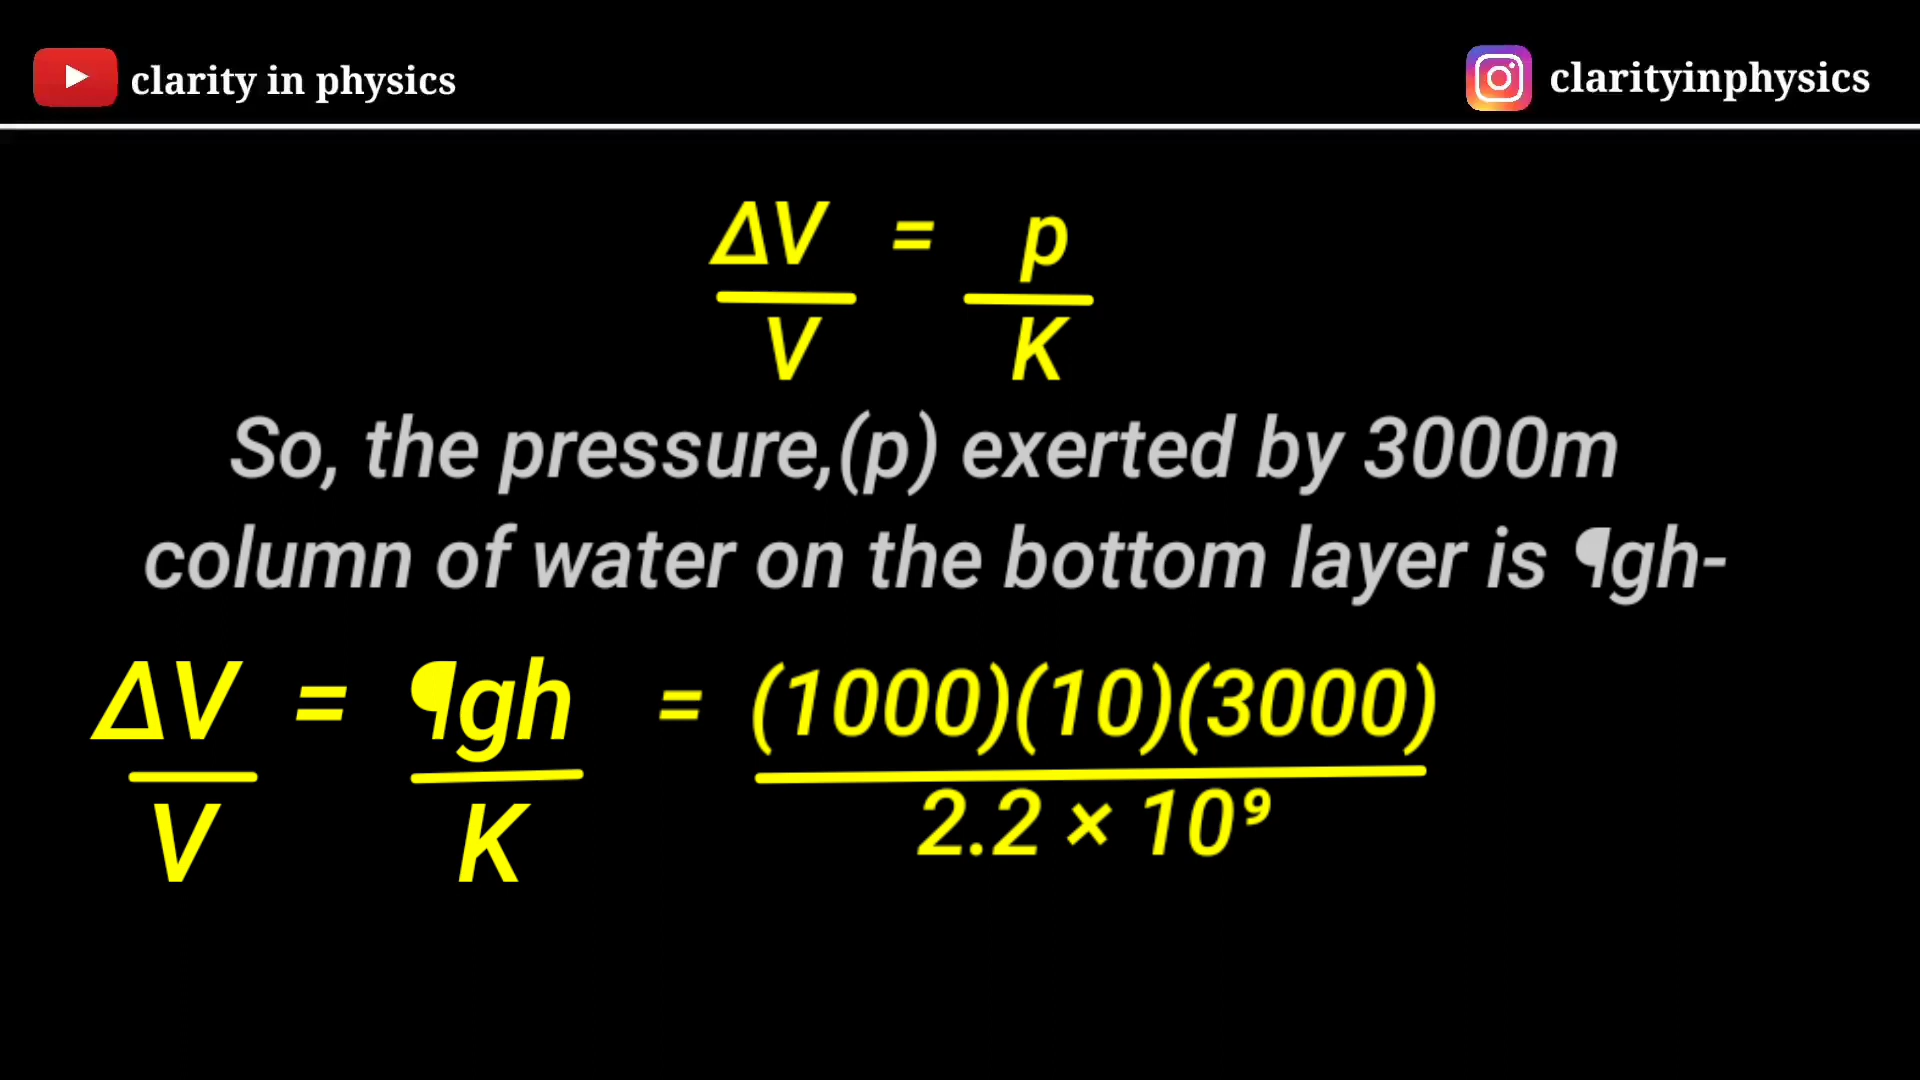 clarity in physics
clarityinphysics
ΔV = p
V K
So, the pressure,(p) exerted by 3000m
column of water on the bottom layer is ¶gh-
ΔV = ¶gh = (1000)(10)(3000)
V K 2.2 × 10⁹